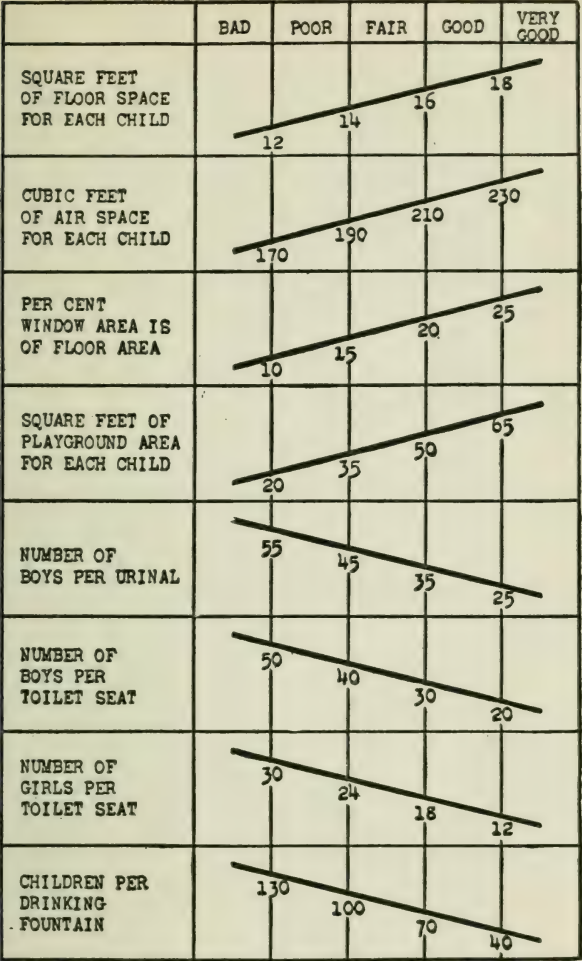 BAD POOR FAIR GOOD VERY GOOD
SQUARE FEET
OF FLOOR SPACE
FOR EACH CHILD
12 14 16 18
CUBIC FEET
OF AIR SPACE
FOR EACH CHILD
170 190 210 230
PER CENT
WINDOW AREA IS
OF FLOOR AREA
10 15 20 25
SQUARE FEET OF
PLAYGROUND AREA
FOR EACH CHILD
20 35 50 65
NUMBER OF
BOYS PER URINAL
55 45 35 25
NUMBER OF
BOYS PER
TOILET SEAT
50 40 30 20
NUMBER OF
GIRLS PER
TOILET SEAT
30 24 18 12
CHILDREN PER
DRINKING
FOUNTAIN
130 100 70 40